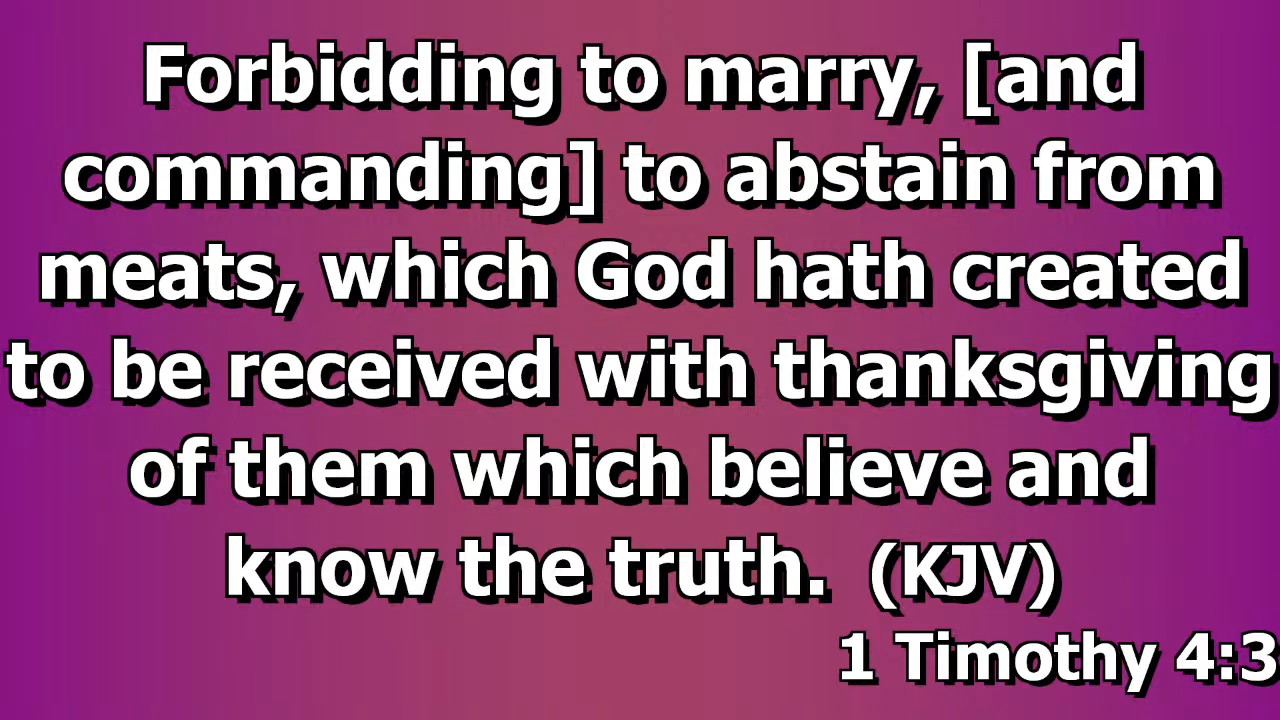 Forbidding to marry, [and
commanding] to abstain from
meats, which God hath created
to be received with thanksgiving
of them which believe and
know the truth. (KJV)
1 Timothy 4:3